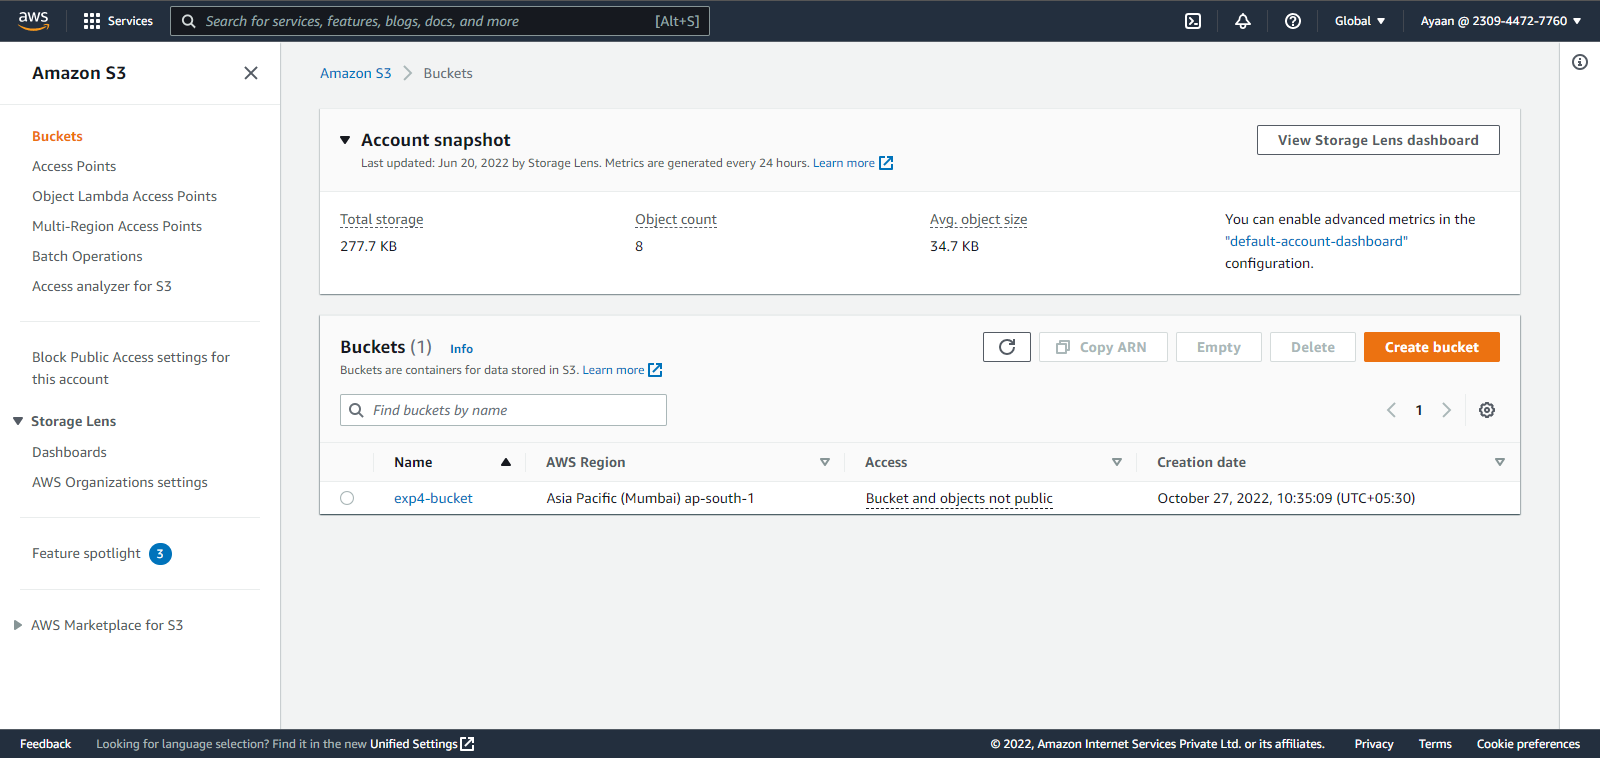 aws Services Search for services, features, blogs, docs, and more [Alt+S] Global Ayaan @ 2309-4472-7760
Amazon S3
Buckets
Access Points
Object Lambda Access Points
Multi-Region Access Points
Batch Operations
Access analyzer for S3
Block Public Access settings for
this account
Storage Lens
Dashboards
AWS Organizations settings
Feature spotlight 3
AWS Marketplace for S3
Amazon S3 Buckets
Account snapshot View Storage Lens dashboard
Last updated: Jun 20, 2022 by Storage Lens. Metrics are generated every 24 hours. Learn more
Total storage Object count Avg. object size You can enable advanced metrics in the
277.7 KB 8 34.7 KB "default-account-dashboard"
configuration.
Buckets (1) Info Copy ARN Empty Delete Create bucket
Buckets are containers for data stored in S3. Learn more
Find buckets by name 1
Name AWS Region Access Creation date
exp4-bucket Asia Pacific (Mumbai) ap-south-1 Bucket and objects not public October 27, 2022, 10:35:09 (UTC+05:30)
Feedback Looking for language selection? Find it in the new Unified Settings © 2022, Amazon Internet Services Private Ltd. or its affiliates. Privacy Terms Cookie preferences